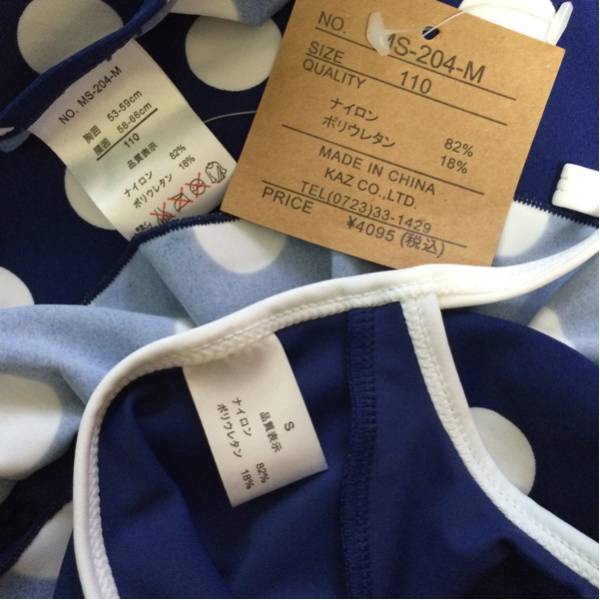 NO. MS-204-M
SIZE 110
QUALITY
ナイロン 82%
ポリウレタン 18%
MADE IN CHINA
KAZ CO.,LTD.
TEL(0723)33-1429
PRICE ¥4095 (税込)
NO. MS-204-M
胸囲 53-59cm
腰囲 58-66cm
110
品質表示
ナイロン 82%
ポリウレタン 18%
S
品質表示
ナイロン 82%
ポリウレタン 18%